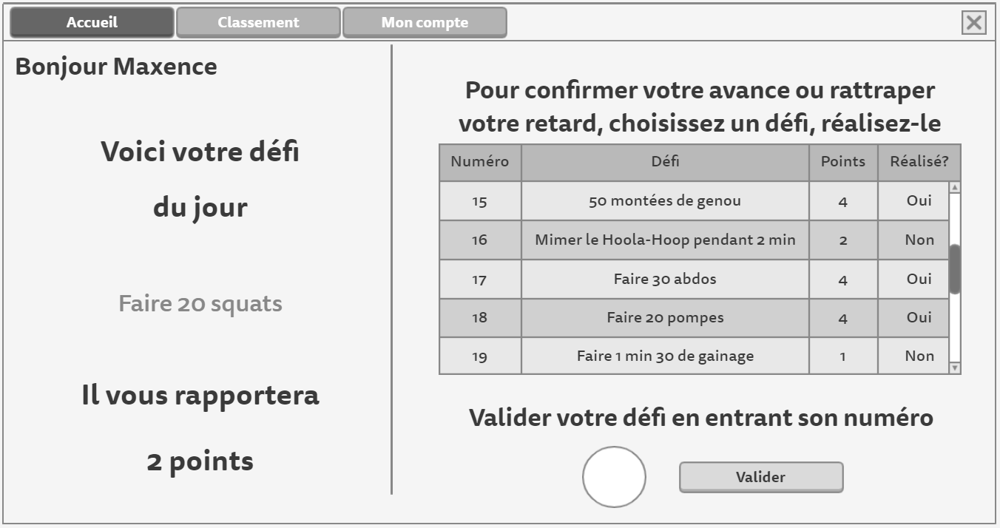 Accueil
Classement
Mon compte
Bonjour Maxence
Voici votre défi
du jour
Faire 20 squats
Il vous rapportera
2 points
Pour confirmer votre avance ou rattraper
votre retard, choisissez un défi, réalisez-le
Numéro Défi Points Réalisé?
15 50 montées de genou 4 Oui
16 Mimer le Hoola-Hoop pendant 2 min 2 Non
17 Faire 30 abdos 4 Oui
18 Faire 20 pompes 4 Oui
19 Faire 1 min 30 de gainage 1 Non
Valider votre défi en entrant son numéro
Valider